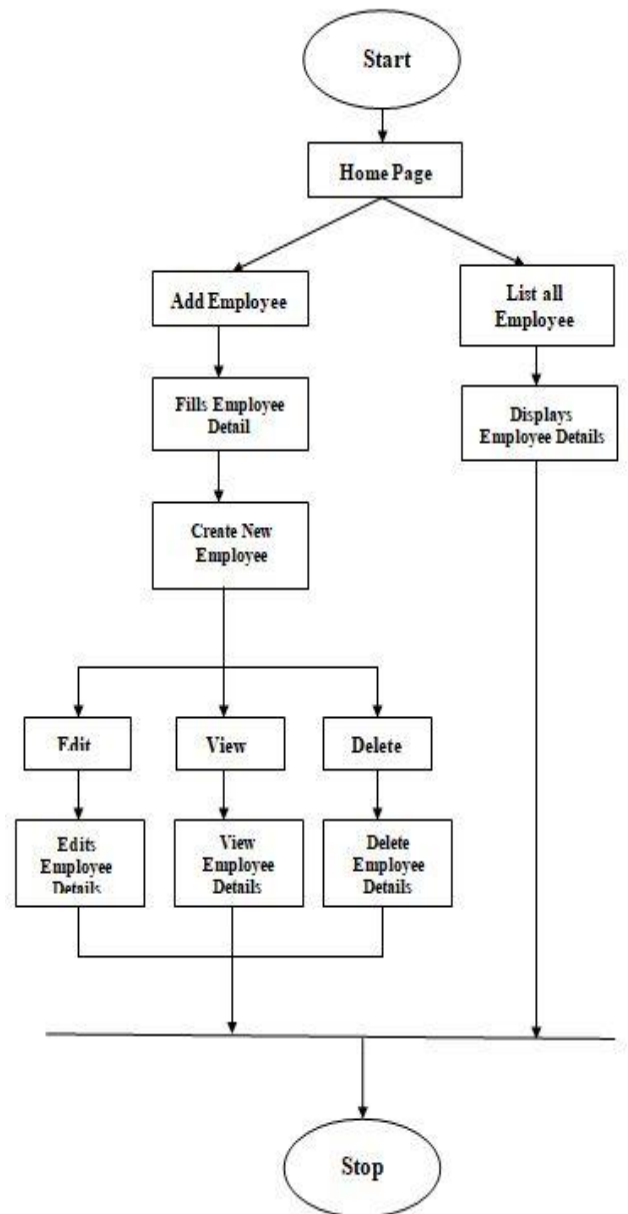 Start
Home Page
Add Employee
List all
Employee
Fills Employee
Detail
Displays
Employee Details
Create New
Employee
Edit
View
Delete
Edits
Employee
Details
View
Employee
Details
Delete
Employee
Details
Stop